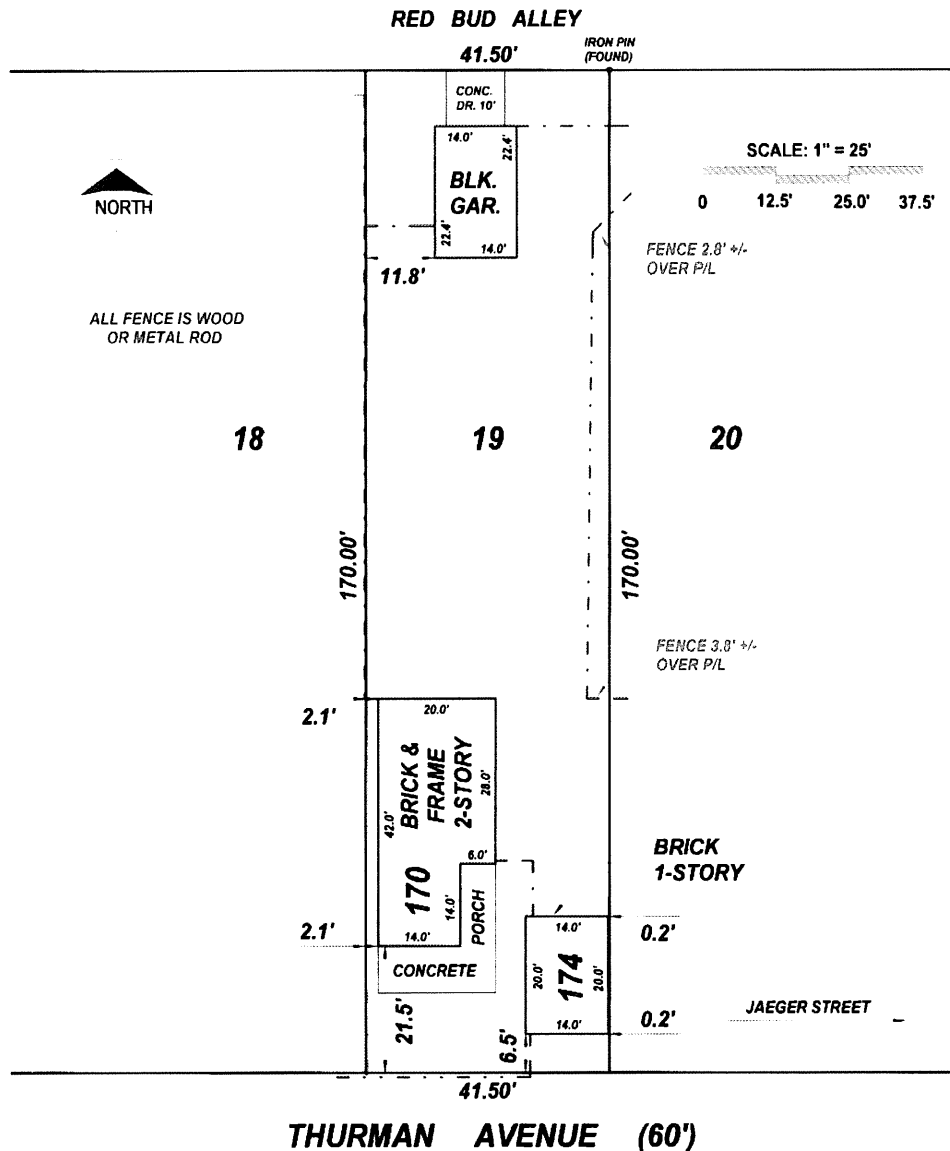 RED BUD ALLEY
41.50'
IRON PIN
(FOUND)
CONC.
DR. 10'
14.0'
22.4'
BLK.
GAR.
22.4'
14.0'
11.8'
NORTH
SCALE: 1" = 25'
0 12.5' 25.0' 37.5'
FENCE 2.8' +/-
OVER P/L
ALL FENCE IS WOOD
OR METAL ROD
18
19
20
170.00'
170.00'
FENCE 3.8' +/-
OVER P/L
2.1'
20.0'
BRICK &
FRAME
2-STORY
42.0'
28.0'
6.0'
170
14.0'
PORCH
14.0'
2.1'
CONCRETE
21.5'
BRICK
1-STORY
14.0'
0.2'
20.0'
174
20.0'
14.0'
0.2'
6.5'
JAEGER STREET
41.50'
THURMAN AVENUE (60')